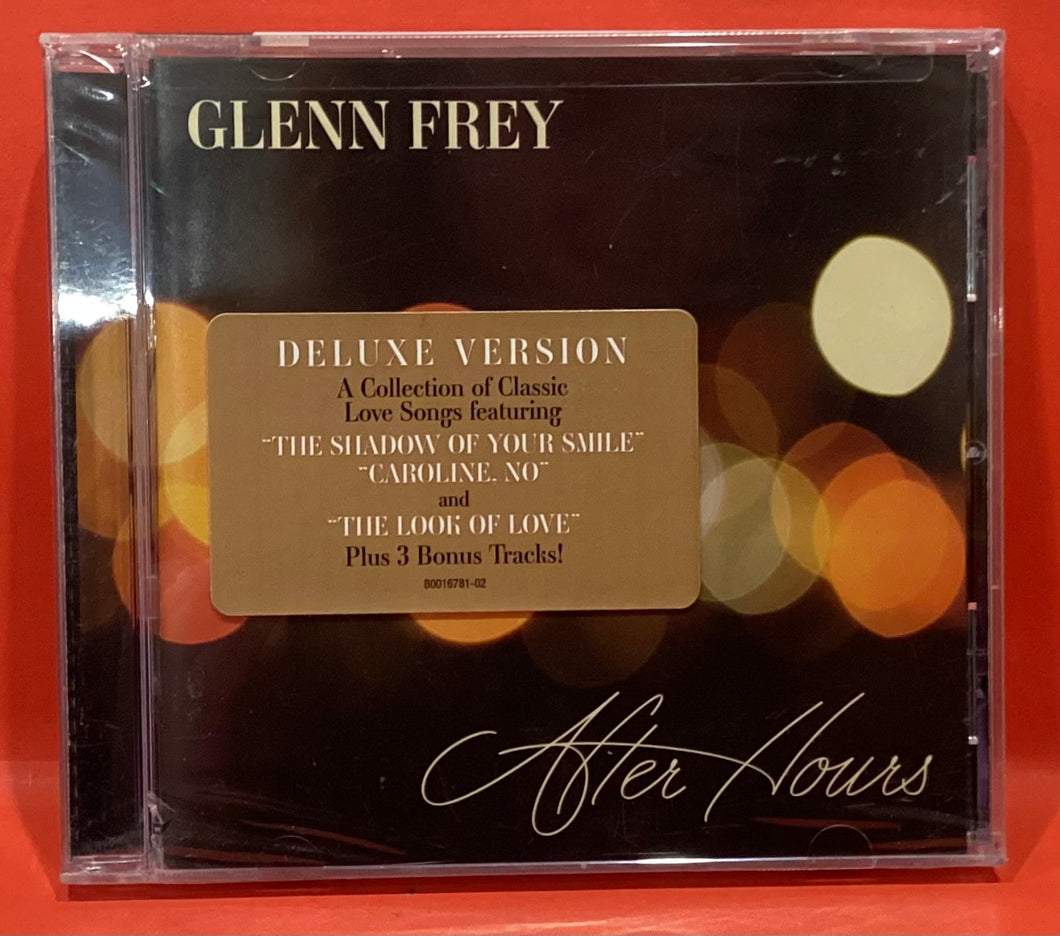 GLENN FREY
DELUXE VERSION
A Collection of Classic
Love Songs featuring
"THE SHADOW OF YOUR SMILE"
"CAROLINE, NO"
and
"THE LOOK OF LOVE"
Plus 3 Bonus Tracks!
B0016781-02
After Hours